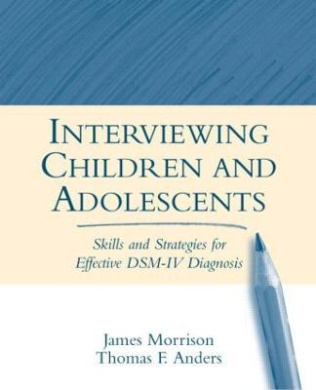 INTERVIEWING
CHILDREN AND
ADOLESCENTS
Skills and Strategies for
Effective DSM-IV Diagnosis
James Morrison
Thomas F. Anders